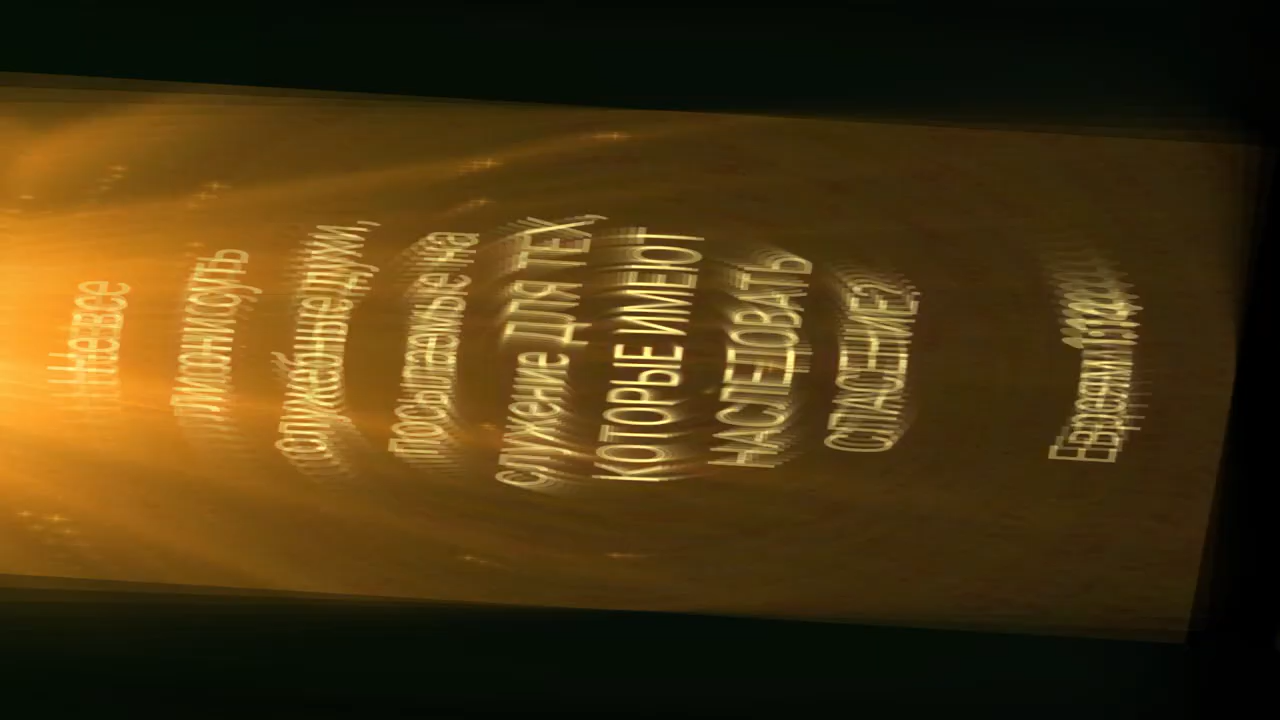 Не все
ли они суть
служебные духи,
посылаемые на
служение ДЛЯ ТЕХ,
КОТОРЫЕ ИМЕЮТ
НАСЛЕДОВАТЬ
СПАСЕНИЕ?
Евреям 1:14